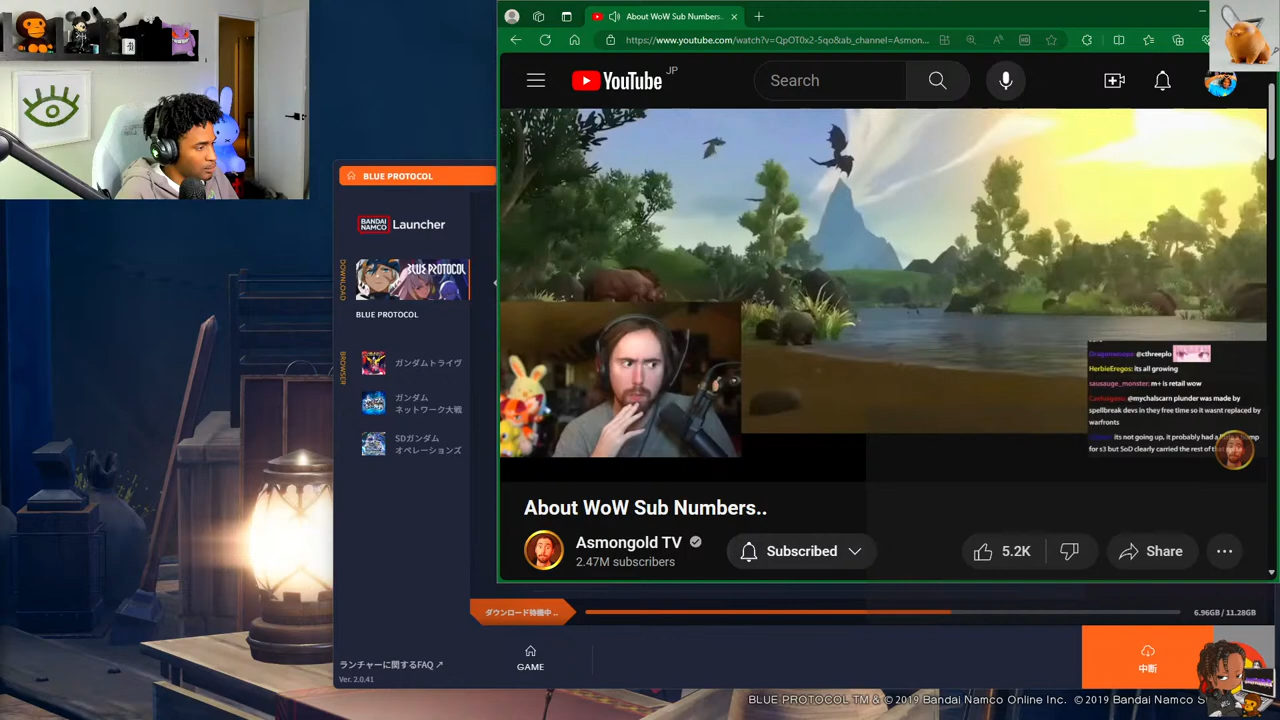 About WoW Sub Numbers..
https://www.youtube.com/watch?v=QpOT0x2-5qo&ab_channel=Asmon...
YouTube JP
Search
BLUE PROTOCOL
BANDAI NAMCO Launcher
DOWNLOAD
BLUE PROTOCOL
BLUE PROTOCOL
BROWSER
ガンダムトライヴ
ガンダム
ネットワーク大戦
SDガンダム
オペレーションズ
@cthreeplo
HerbieEregos: its all growing
sausauge_monster: m+ is retail wow
@mychalscarn plunder was made by
spellbreak devs in they free time so it wasnt replaced by
warfronts
its not going up, it probably had a
for s3 but SoD clearly carried the rest of
About WoW Sub Numbers..
Asmongold TV
2.47M subscribers
Subscribed
5.2K
Share
ダウンロード待機中 ..
6.96GB / 11.28GB
GAME
中断
ランチャーに関するFAQ ↗
Ver. 2.0.41
BLUE PROTOCOL TM & ©2019 Bandai Namco Online Inc. ©2019 Bandai Namco S